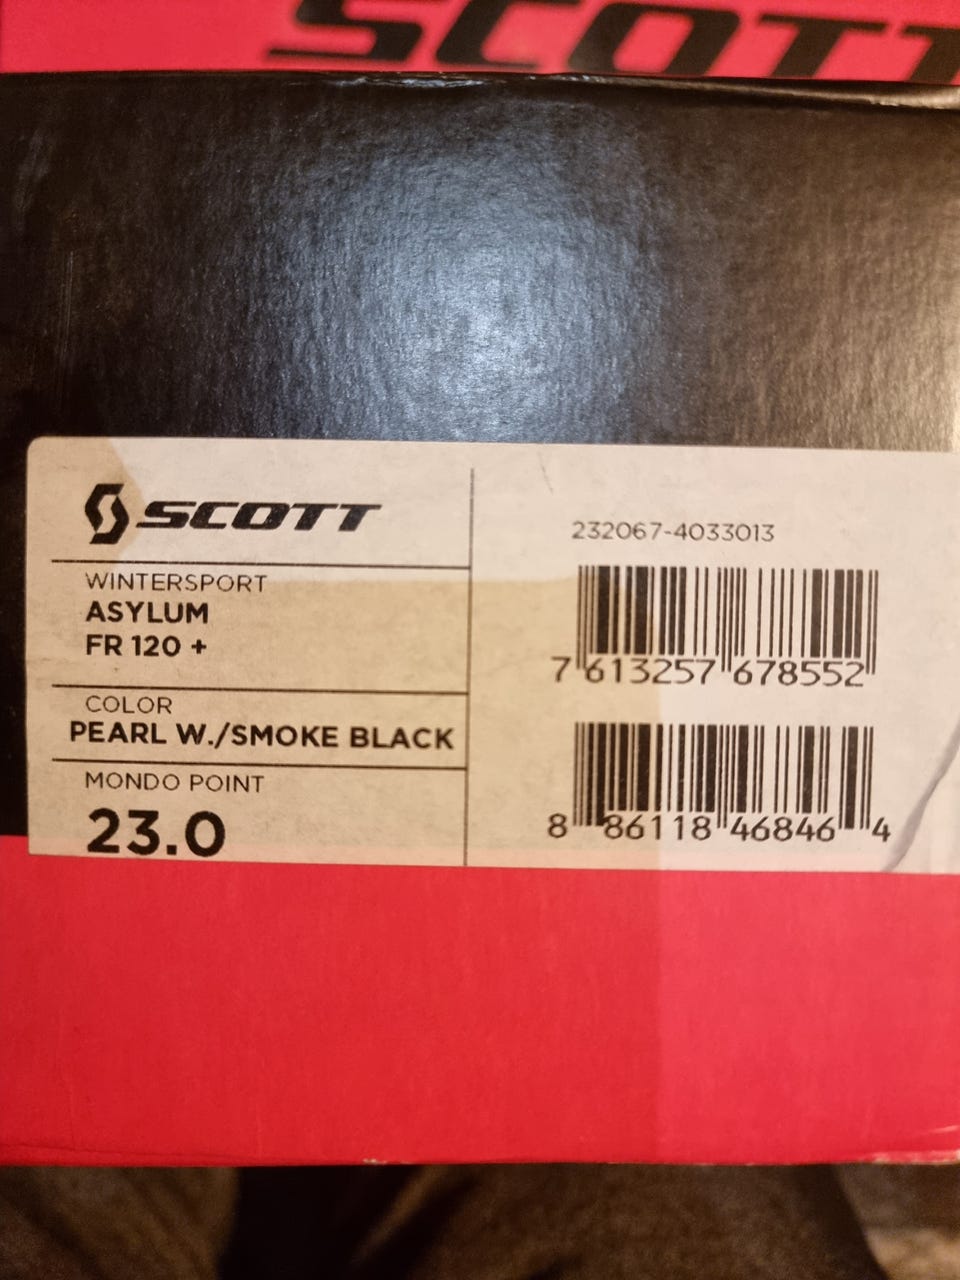 SCOTT
SCOTT
WINTERSPORT
ASYLUM
FR 120 +
COLOR
PEARL W./SMOKE BLACK
MONDO POINT
23.0
232067-4033013
7 613257 678552
8 86118 46846 4